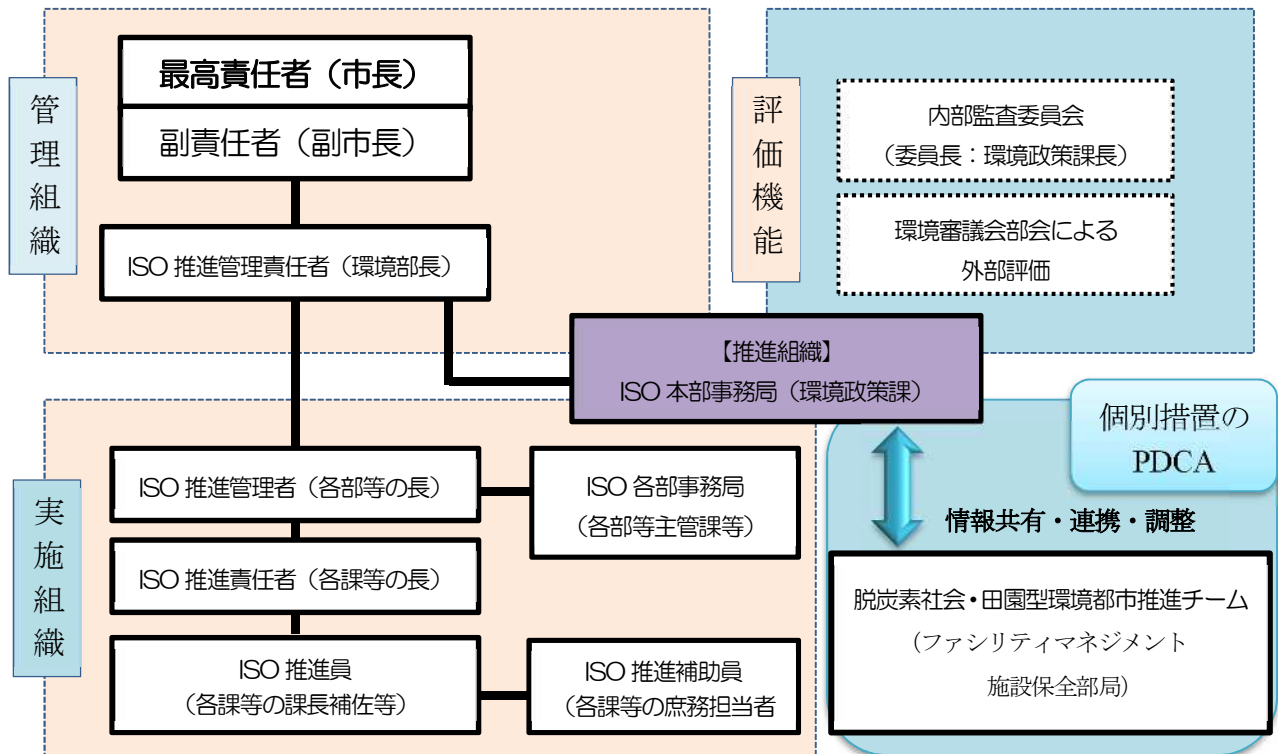 管理組織
最高責任者（市長）
副責任者（副市長）
ISO 推進管理責任者（環境部長）
評価機能
内部監査委員会
（委員長：環境政策課長）
環境審議会部会による
外部評価
【推進組織】
ISO 本部事務局（環境政策課）
実施組織
ISO 推進管理者（各部等の長）
ISO 各部事務局
（各部等主管課等）
ISO 推進責任者（各課等の長）
ISO 推進員
（各課等の課長補佐等）
ISO 推進補助員
（各課等の庶務担当者
個別措置の
PDCA
情報共有・連携・調整
脱炭素社会・田園型環境都市推進チーム
（ファシリティマネジメント
施設保全部局）